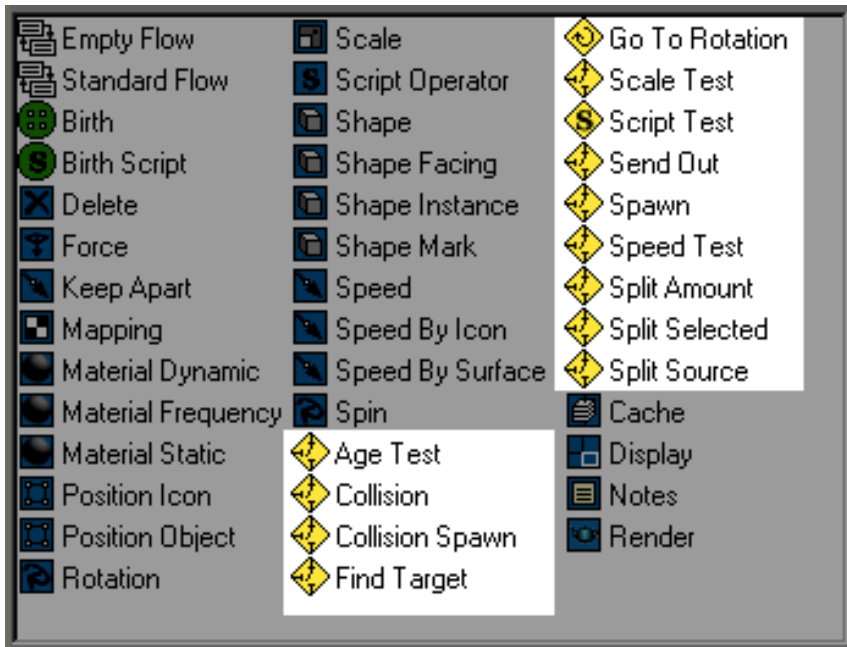 Empty Flow
Standard Flow
Birth
Birth Script
Delete
Force
Keep Apart
Mapping
Material Dynamic
Material Frequency
Material Static
Position Icon
Position Object
Rotation
Scale
Script Operator
Shape
Shape Facing
Shape Instance
Shape Mark
Speed
Speed By Icon
Speed By Surface
Spin
Age Test
Collision
Collision Spawn
Find Target
Go To Rotation
Scale Test
Script Test
Send Out
Spawn
Speed Test
Split Amount
Split Selected
Split Source
Cache
Display
Notes
Render